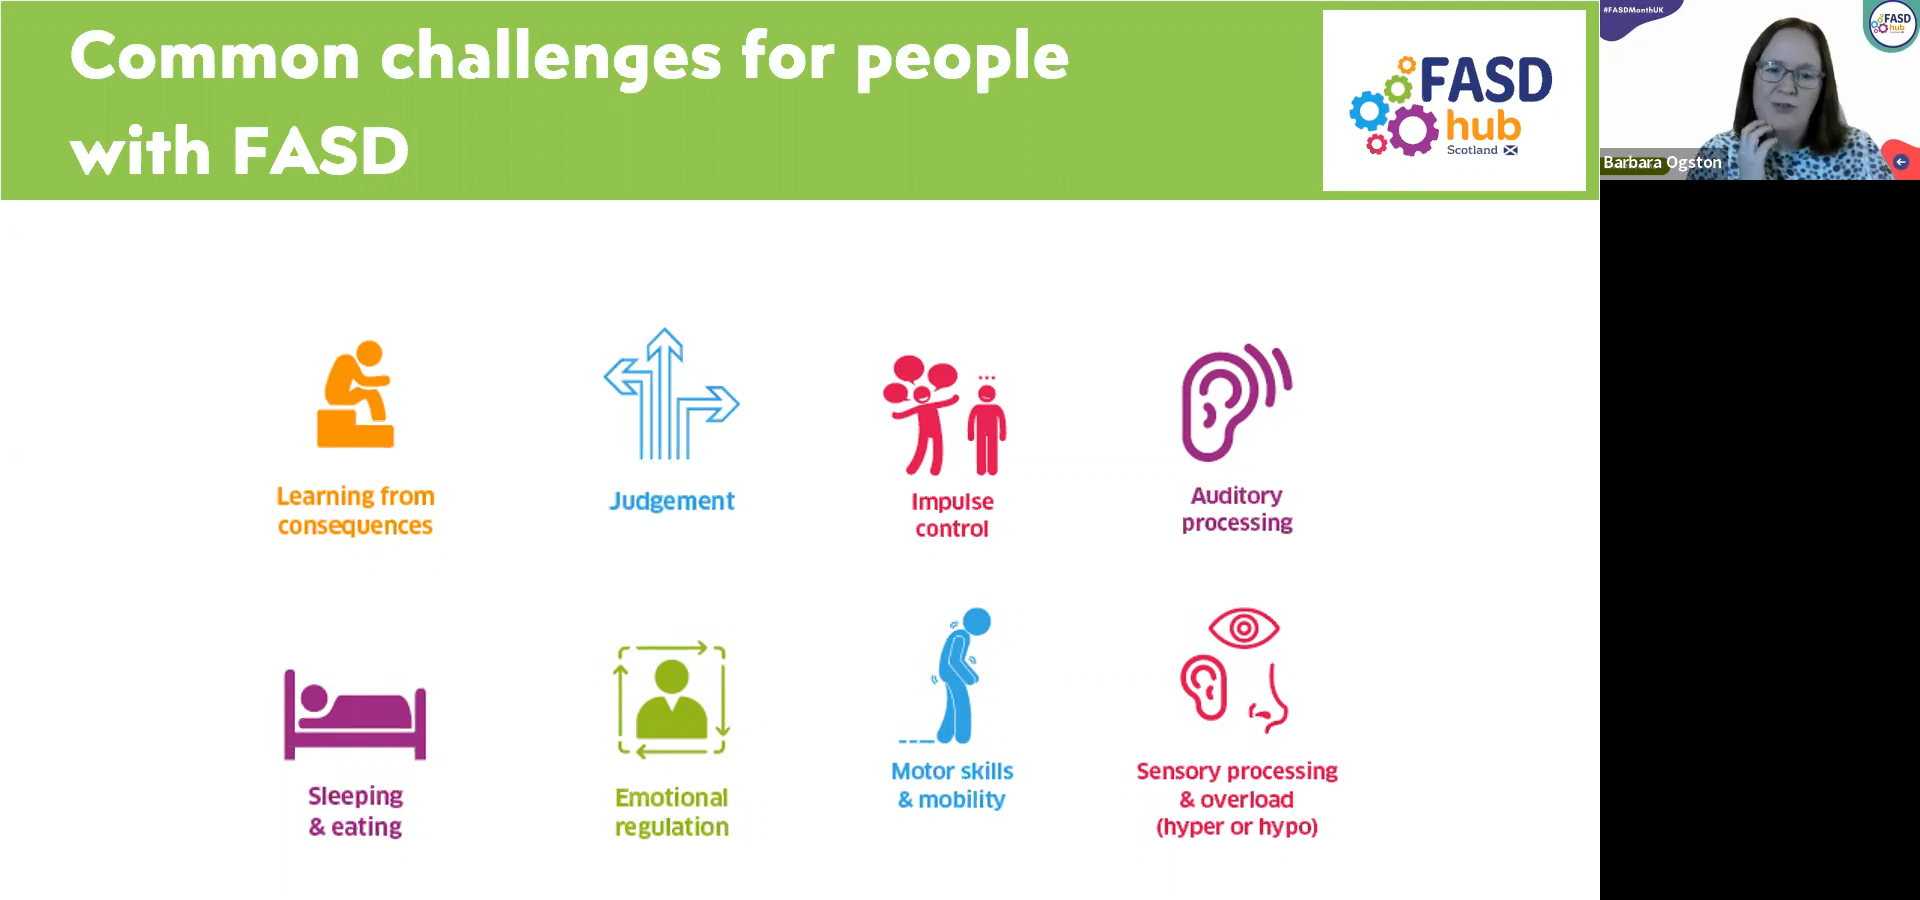 Common challenges for people
with FASD
FASD
hub
Scotland
#FASDMonthUK
FASD
hub
Barbara Ogston
Learning from
consequences
Judgement
Impulse
control
Auditory
processing
Sleeping
& eating
Emotional
regulation
Motor skills
& mobility
Sensory processing
& overload
(hyper or hypo)